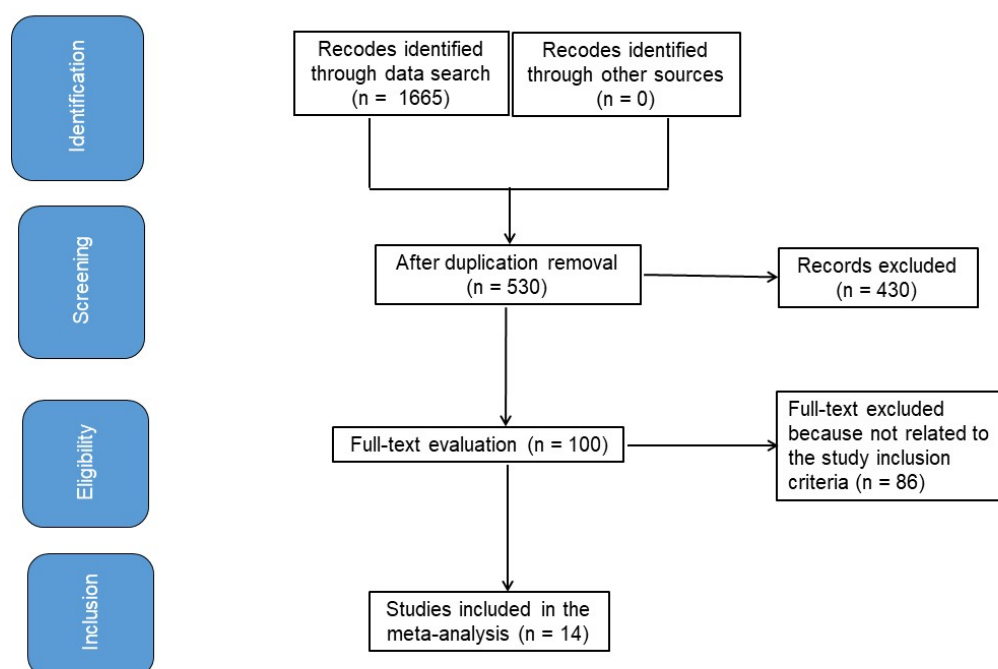 Identification
Recodes identified
through data search
(n = 1665)
Recodes identified
through other sources
(n = 0)
Screening
After duplication removal
(n = 530)
Records excluded
(n = 430)
Eligibility
Full-text evaluation (n = 100)
Full-text excluded
because not related to
the study inclusion
criteria (n = 86)
Inclusion
Studies included in the
meta-analysis (n = 14)